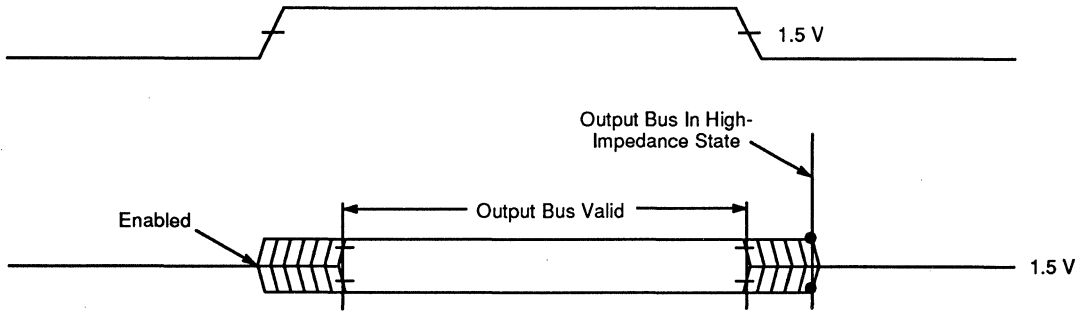 1.5 V
Output Bus In High-
Impedance State
Output Bus Valid
Enabled
1.5 V